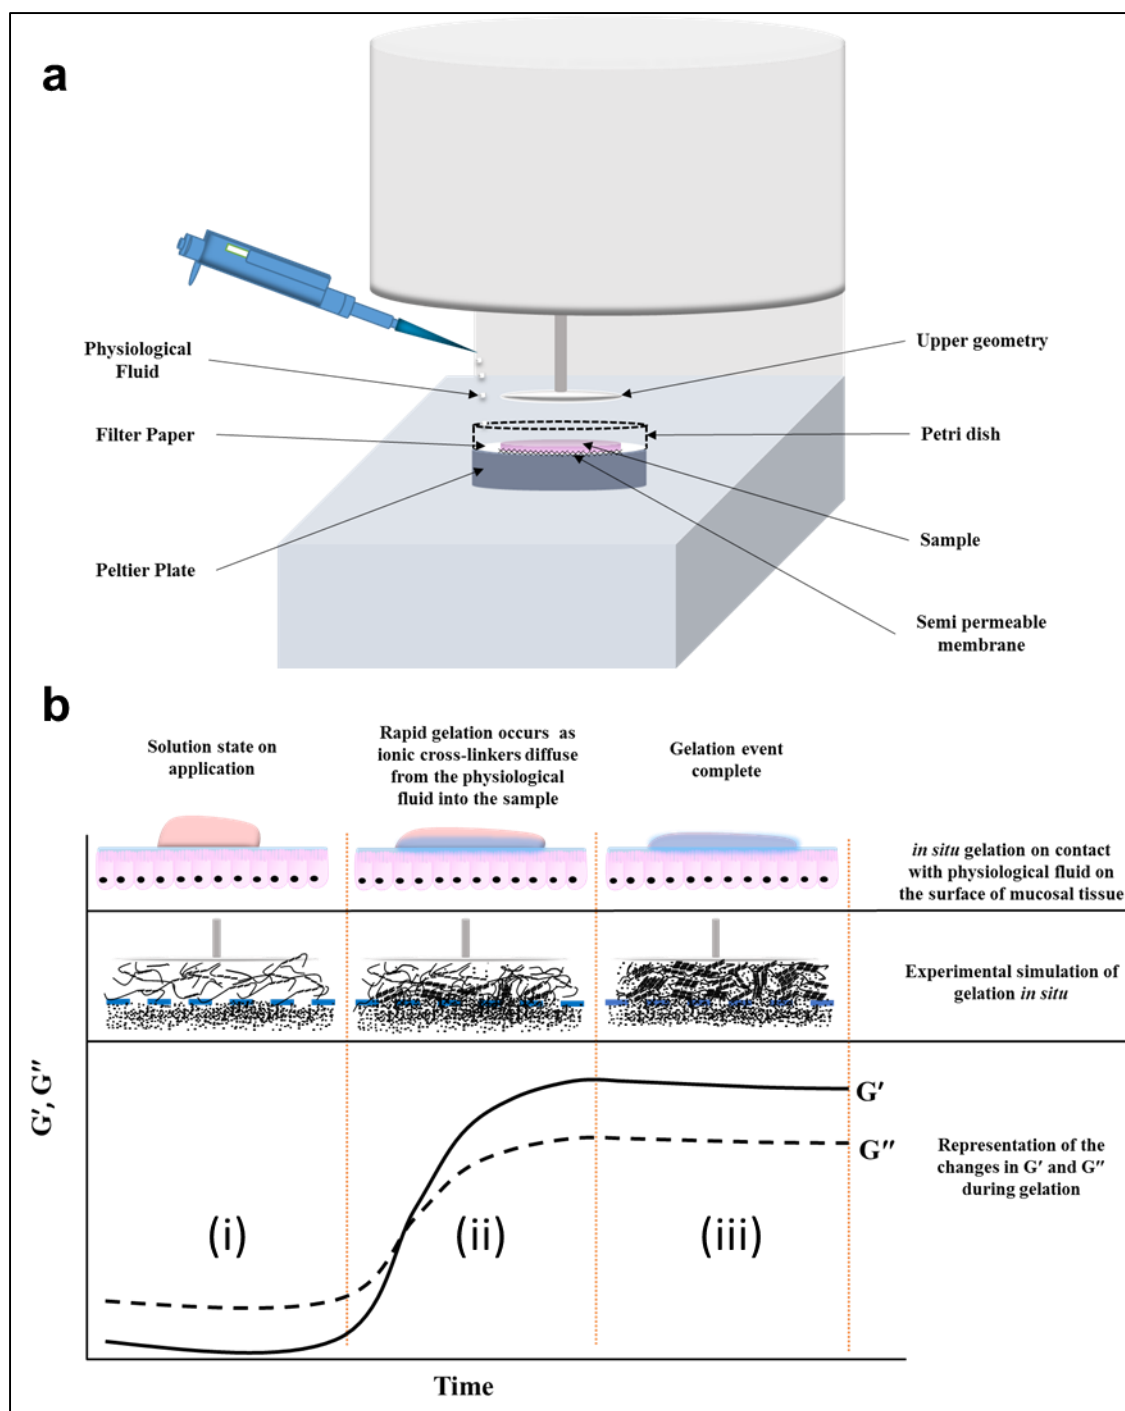 a
Physiological
Fluid
Upper geometry
Filter Paper
Petri dish
Sample
Peltier Plate
Semi permeable
membrane
b
Solution state on
application
Rapid gelation occurs as
ionic cross-linkers diffuse
from the physiological
fluid into the sample
Gelation event
complete
in situ gelation on contact
with physiological fluid on
the surface of mucosal tissue
Experimental simulation of
gelation in situ
G′, G″
G′
G″
Representation of the
changes in G′ and G″
during gelation
(i)
(ii)
(iii)
Time